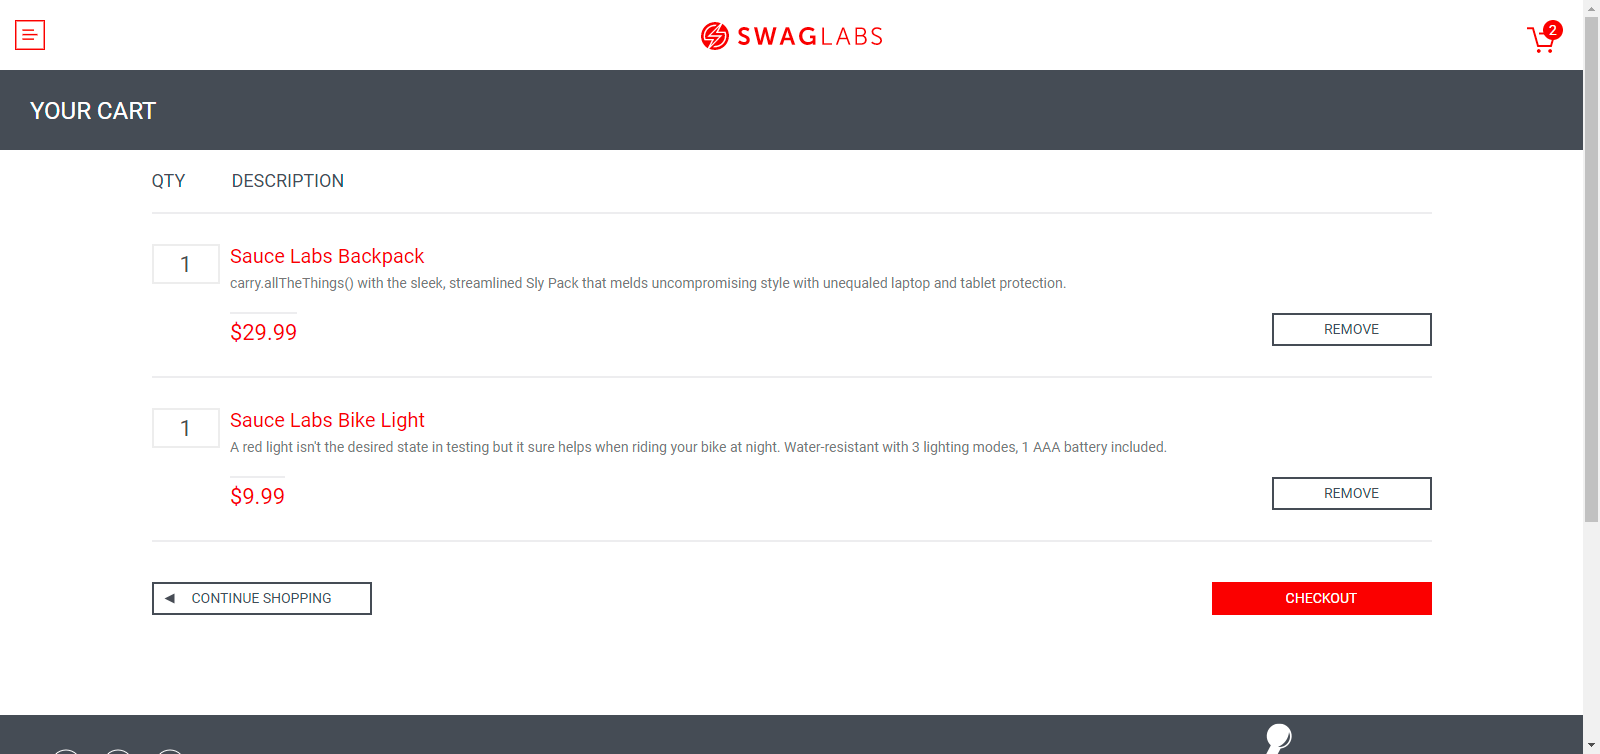 SWAGLABS
2
YOUR CART
QTY DESCRIPTION
1
Sauce Labs Backpack
carry.allTheThings() with the sleek, streamlined Sly Pack that melds uncompromising style with unequaled laptop and tablet protection.
$29.99
REMOVE
1
Sauce Labs Bike Light
A red light isn't the desired state in testing but it sure helps when riding your bike at night. Water-resistant with 3 lighting modes, 1 AAA battery included.
$9.99
REMOVE
CONTINUE SHOPPING
CHECKOUT